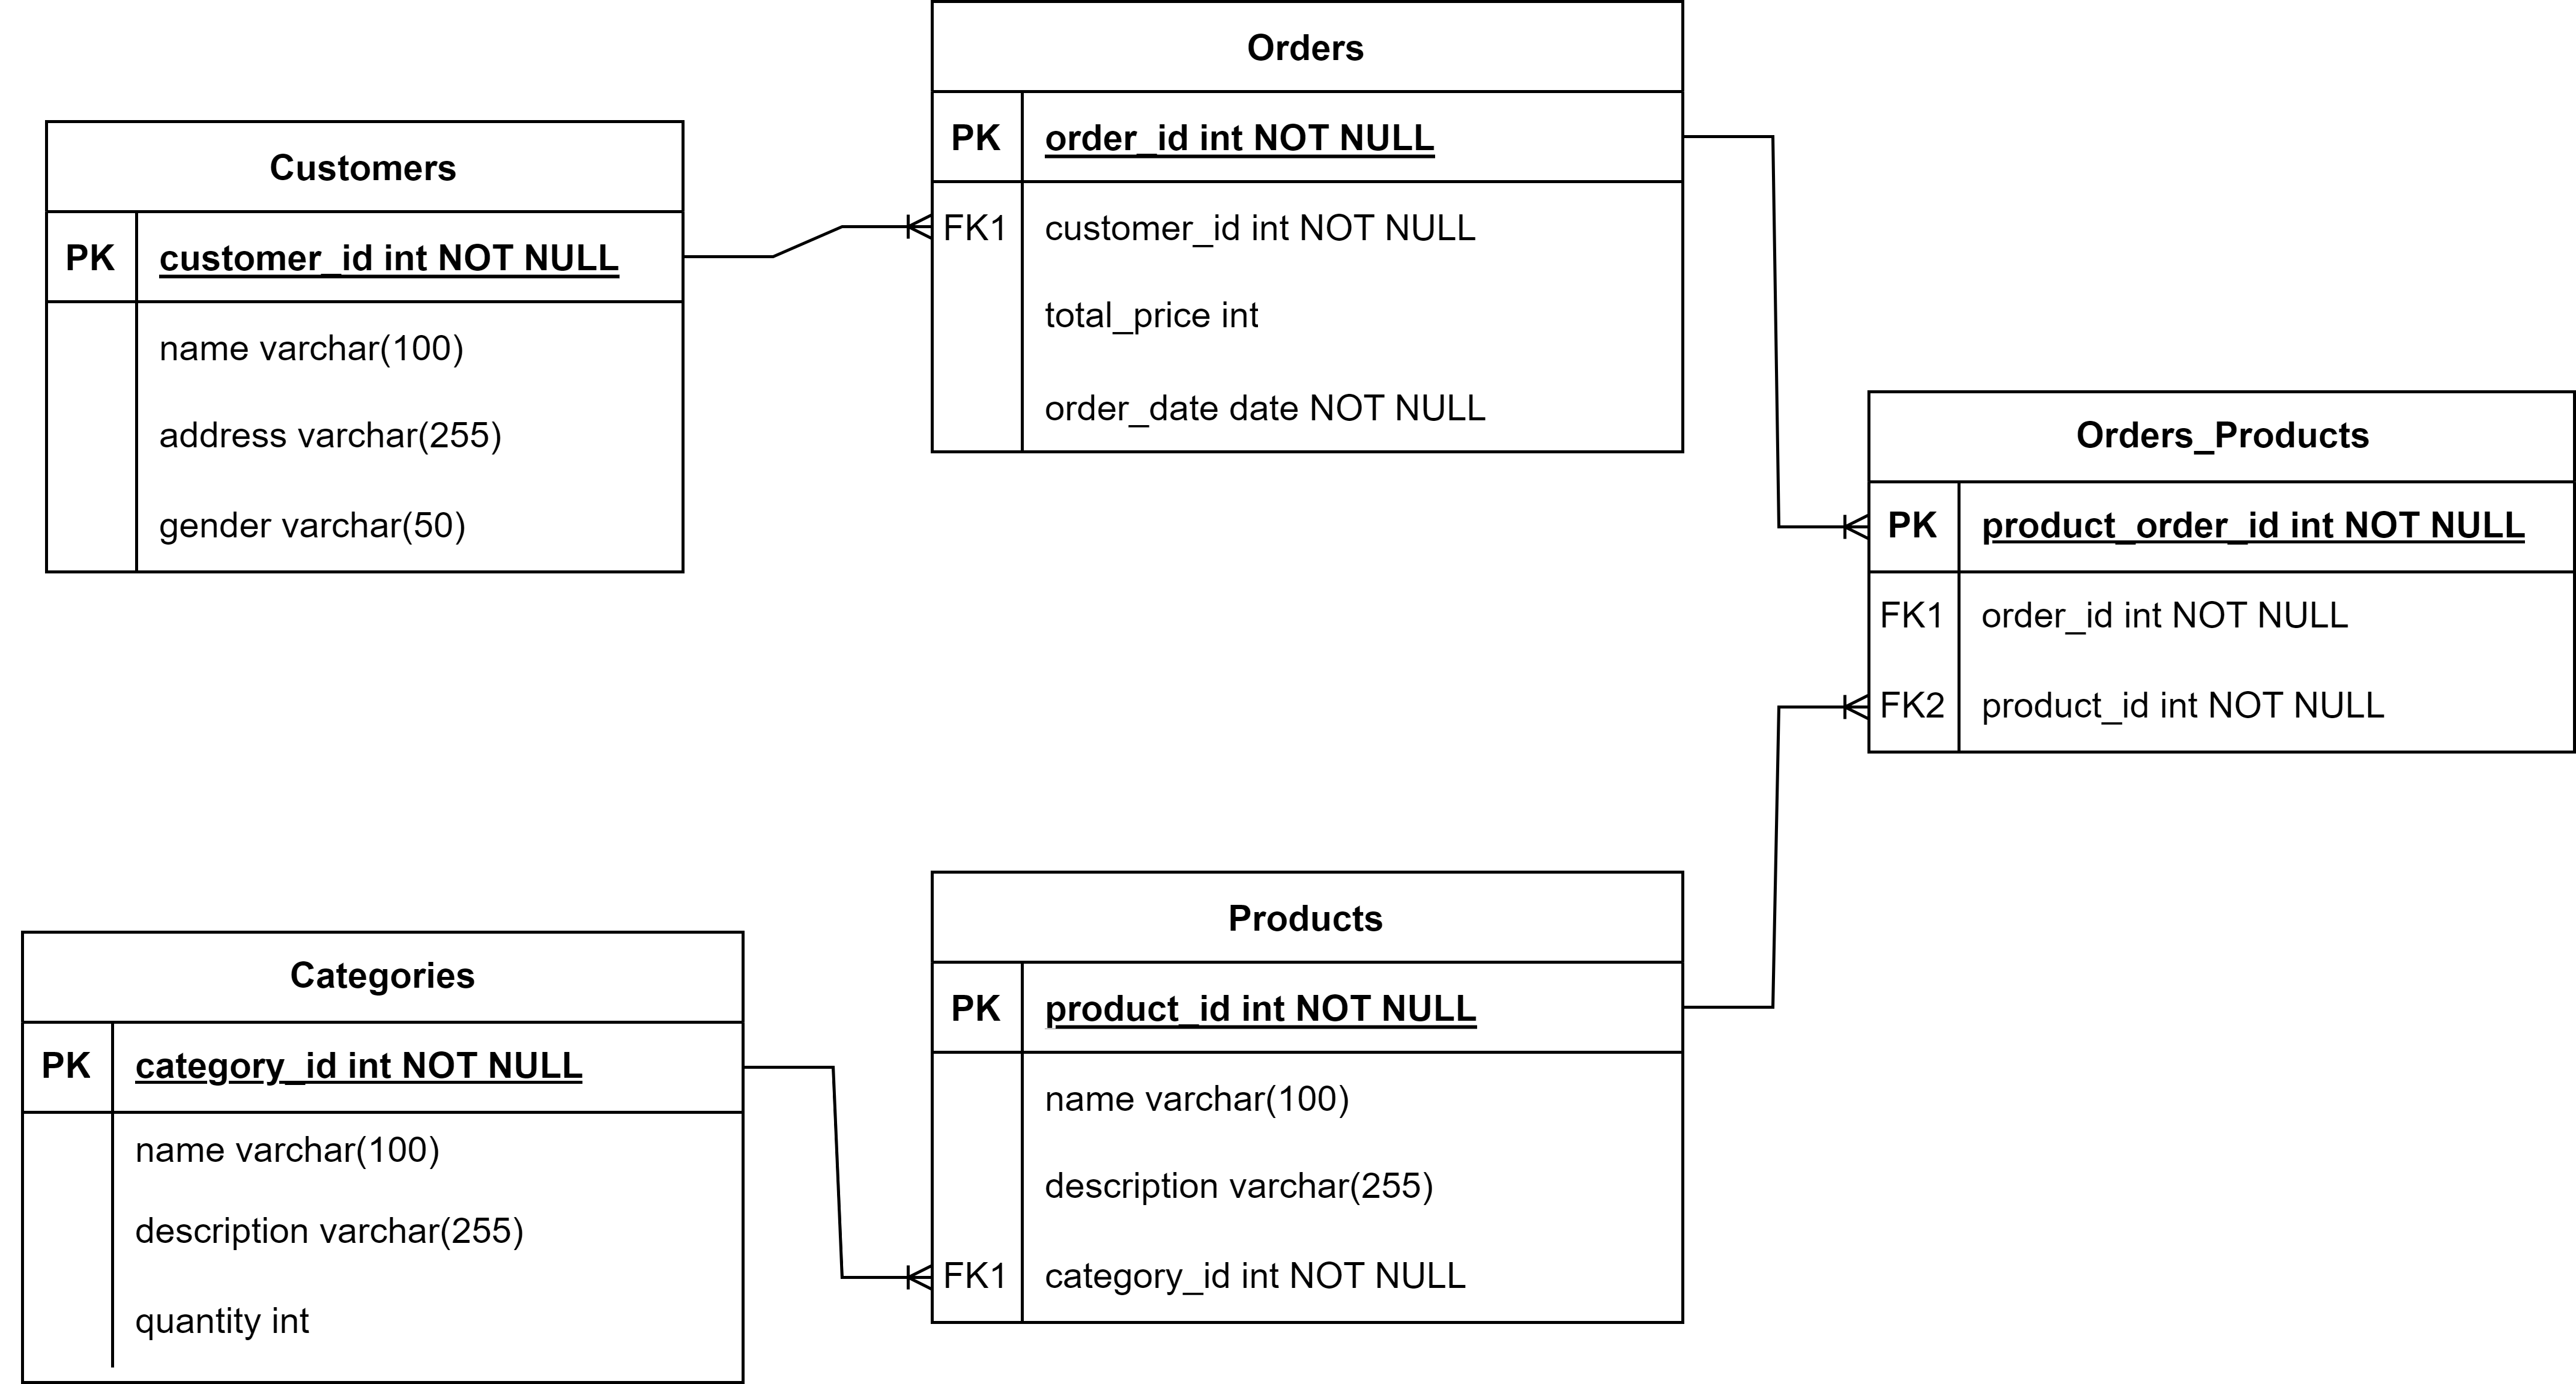 Customers
PK customer_id int NOT NULL
name varchar(100)
address varchar(255)
gender varchar(50)
Orders
PK order_id int NOT NULL
FK1 customer_id int NOT NULL
total_price int
order_date date NOT NULL
Orders_Products
PK product_order_id int NOT NULL
FK1 order_id int NOT NULL
FK2 product_id int NOT NULL
Categories
PK category_id int NOT NULL
name varchar(100)
description varchar(255)
quantity int
Products
PK product_id int NOT NULL
name varchar(100)
description varchar(255)
FK1 category_id int NOT NULL